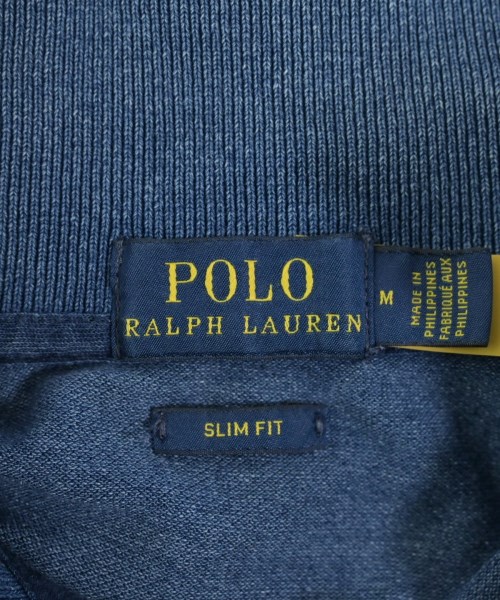 POLO
RALPH LAUREN
M
MADE IN
PHILIPPINES
FABRIQUÉ AUX
PHILIPPINES
SLIM FIT